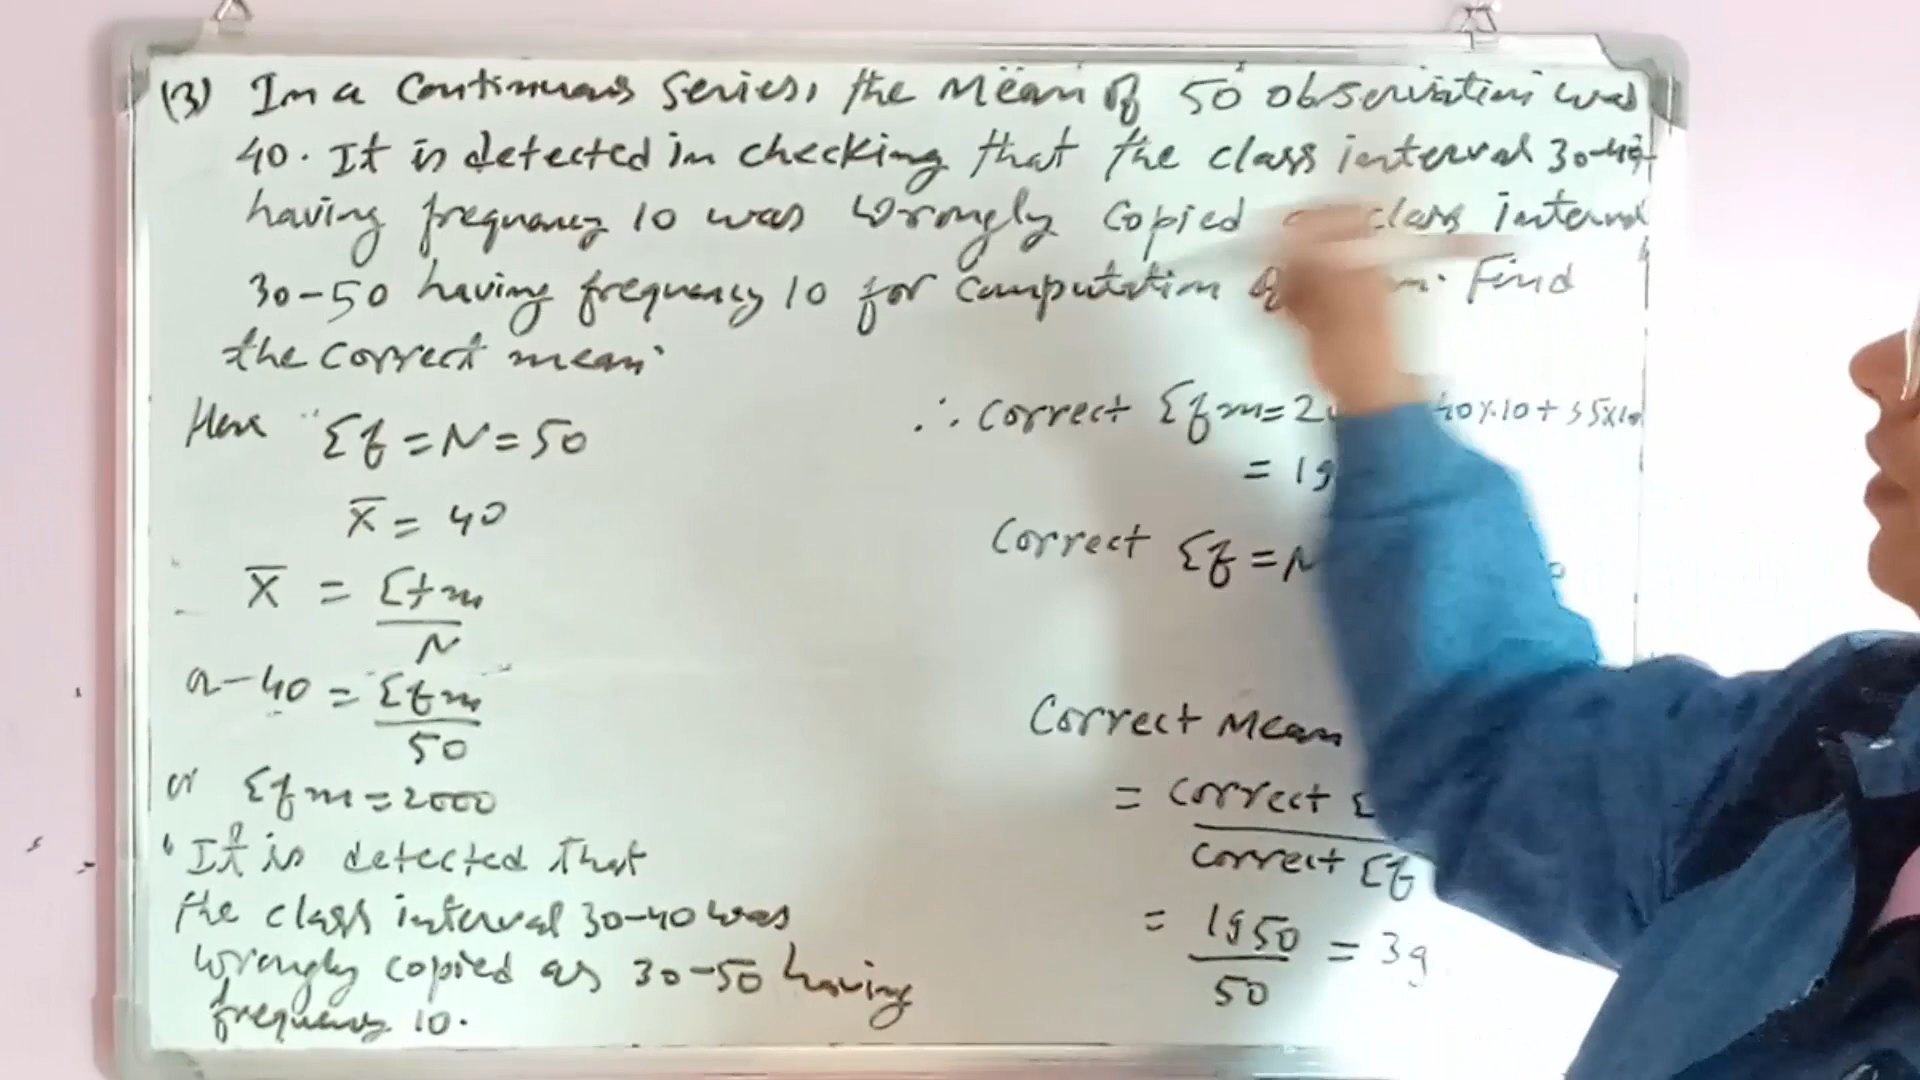 (3) In a Continuous Series, the Mean of 50 observation was
40. It is detected in checking that the class interval 30-40
having frequency 10 was wrongly copied class interval
30-50 having frequency 10 for computation Find
the correct mean.
Here Σf = N = 50
X̄ = 40
X̄ = Σfm
N
a-40 = Σfm
50
or Σfm = 2000
It is detected that
the class interval 30-40 was
wrongly copied as 30-50 having
frequency 10.
∴ Correct Σfm = 2 40×10 + 35×10
= 19
Correct Σf = N
Correct Mean
= Correct Σ
Correct Σf
= 1950
50
= 39